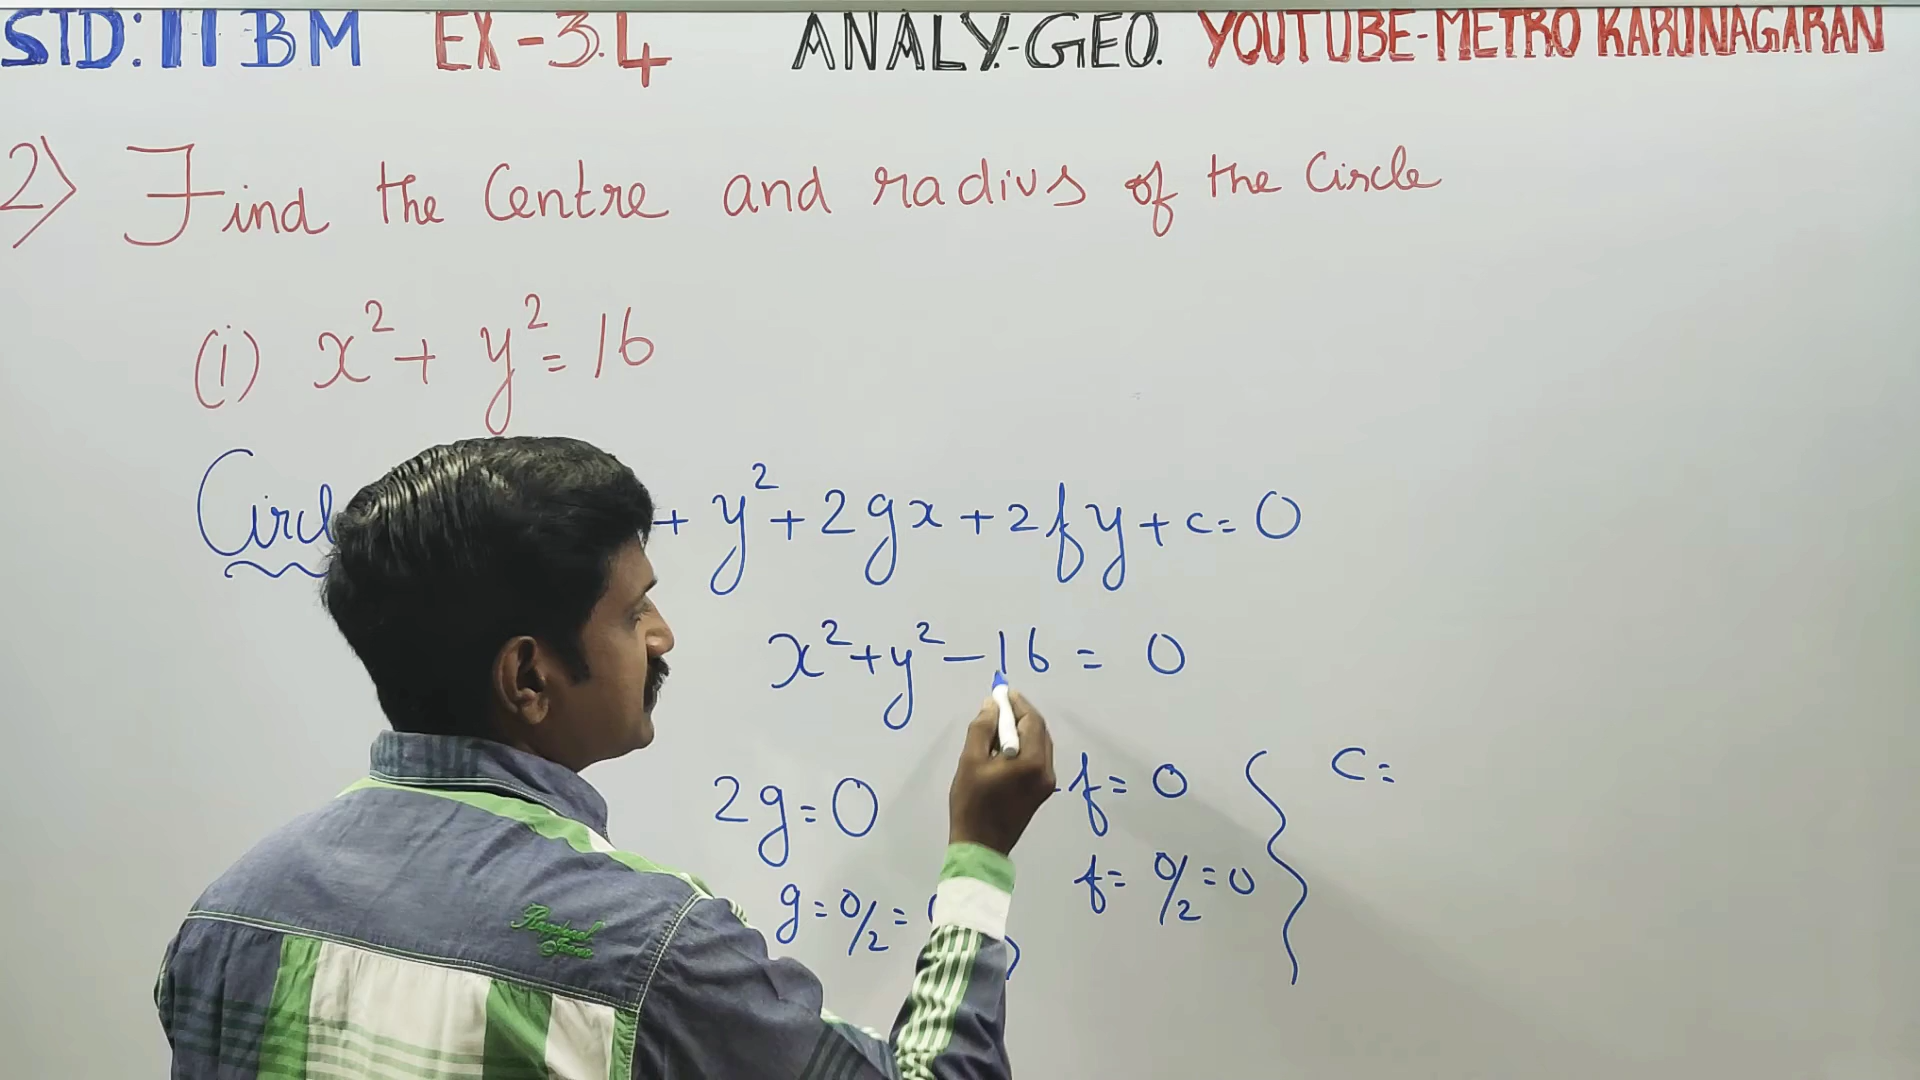 STD: 11 BM EX-3.4 ANALY.-GEO. YOUTUBE-METRO KARUNAGARAN
2) Find the Centre and radius of the Circle
(i) x² + y² = 16
Circl + y² + 2gx + 2fy + c = 0
x² + y² - 16 = 0
2g = 0 f = 0 c =
g = 0/2 = f = 0/2 = 0